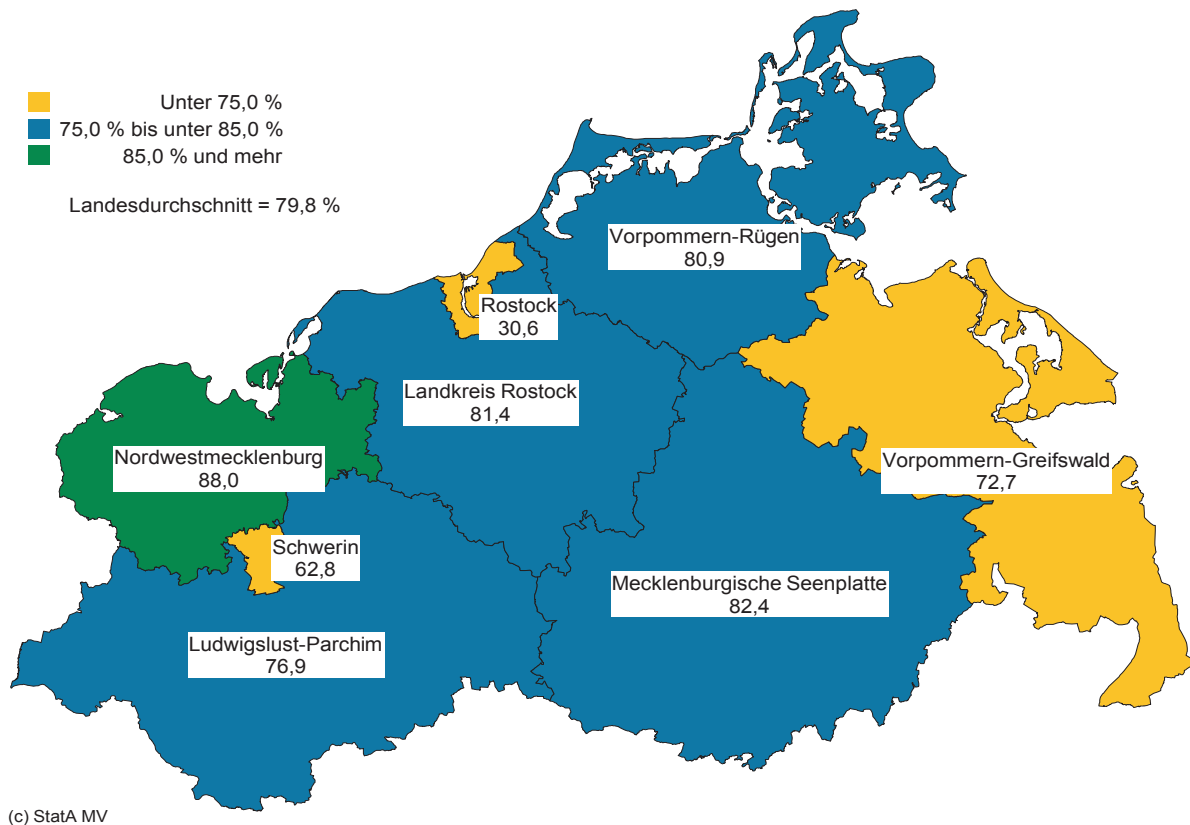 Unter 75,0 %
75,0 % bis unter 85,0 %
85,0 % und mehr
Landesdurchschnitt = 79,8 %
Vorpommern-Rügen
80,9
Rostock
30,6
Landkreis Rostock
81,4
Nordwestmecklenburg
88,0
Vorpommern-Greifswald
72,7
Schwerin
62,8
Mecklenburgische Seenplatte
82,4
Ludwigslust-Parchim
76,9
(c) StatA MV